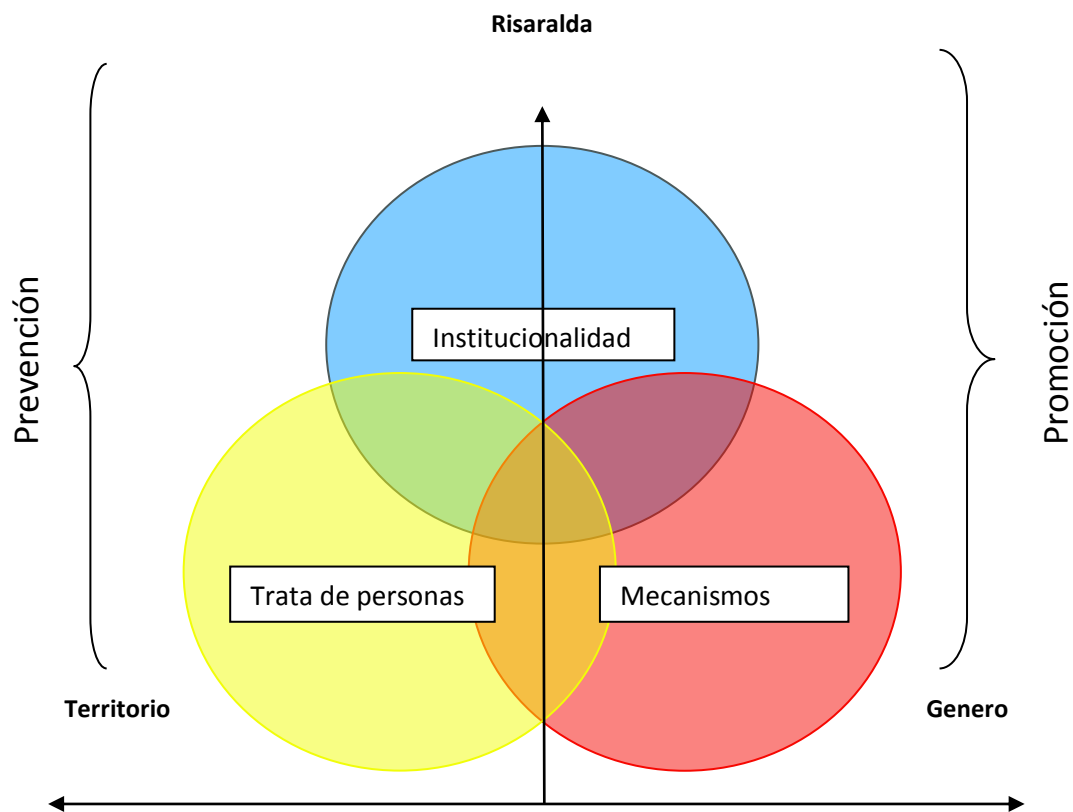 Risaralda
Prevención
Institucionalidad
Promoción
Trata de personas
Mecanismos
Territorio
Genero